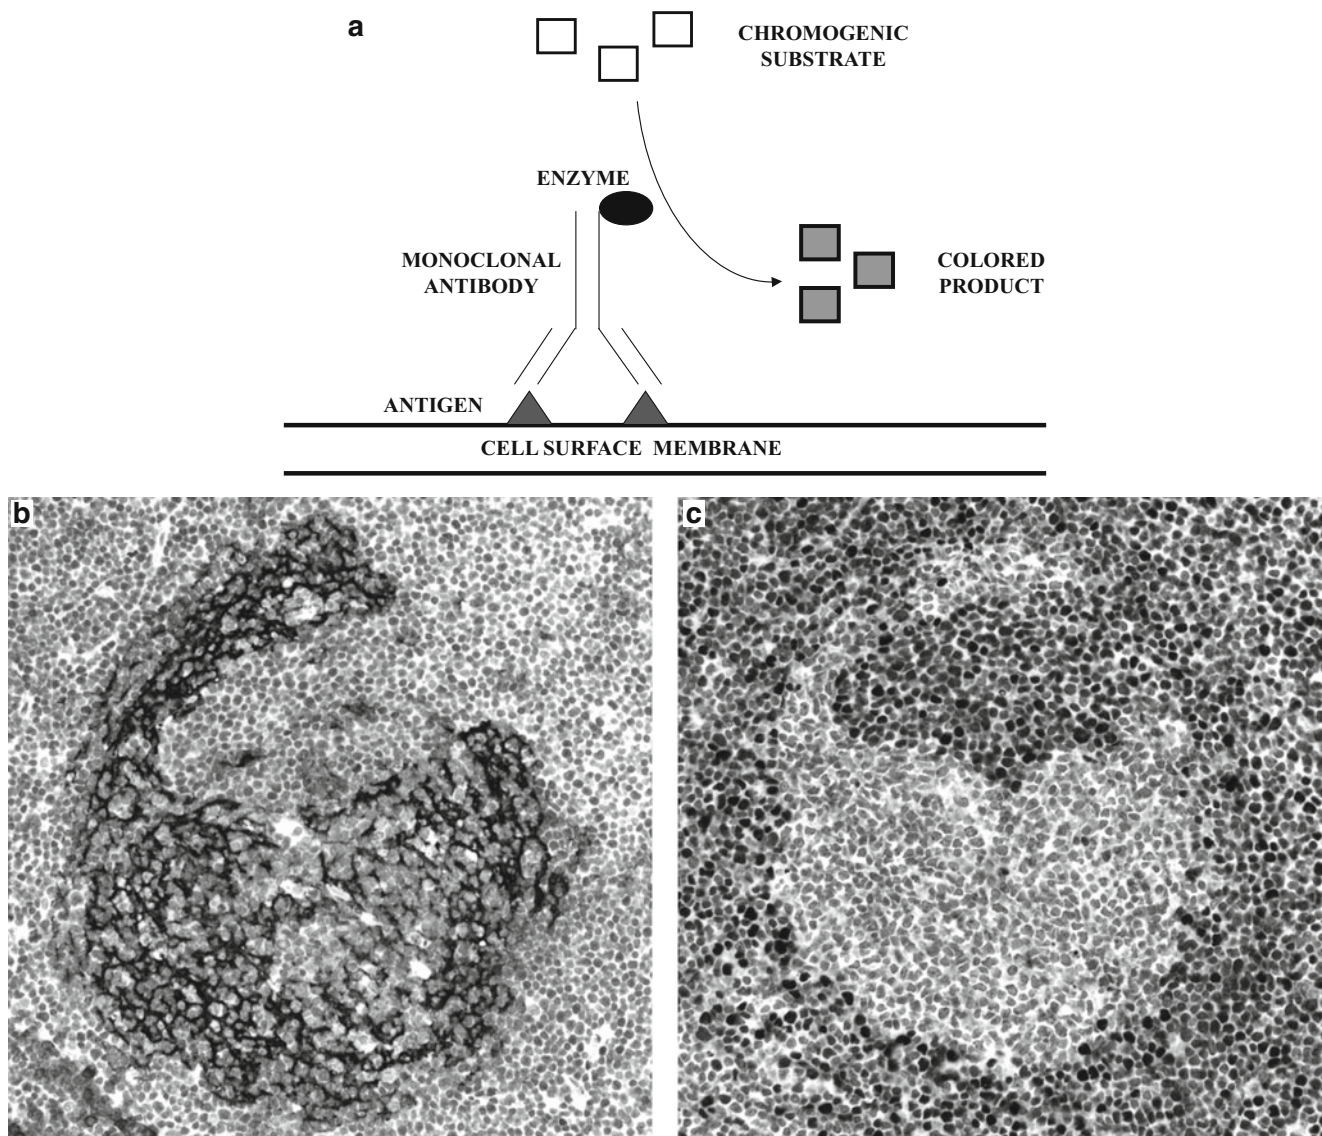 a
CHROMOGENIC
SUBSTRATE
ENZYME
MONOCLONAL
ANTIBODY
COLORED
PRODUCT
ANTIGEN
CELL SURFACE MEMBRANE
b
c